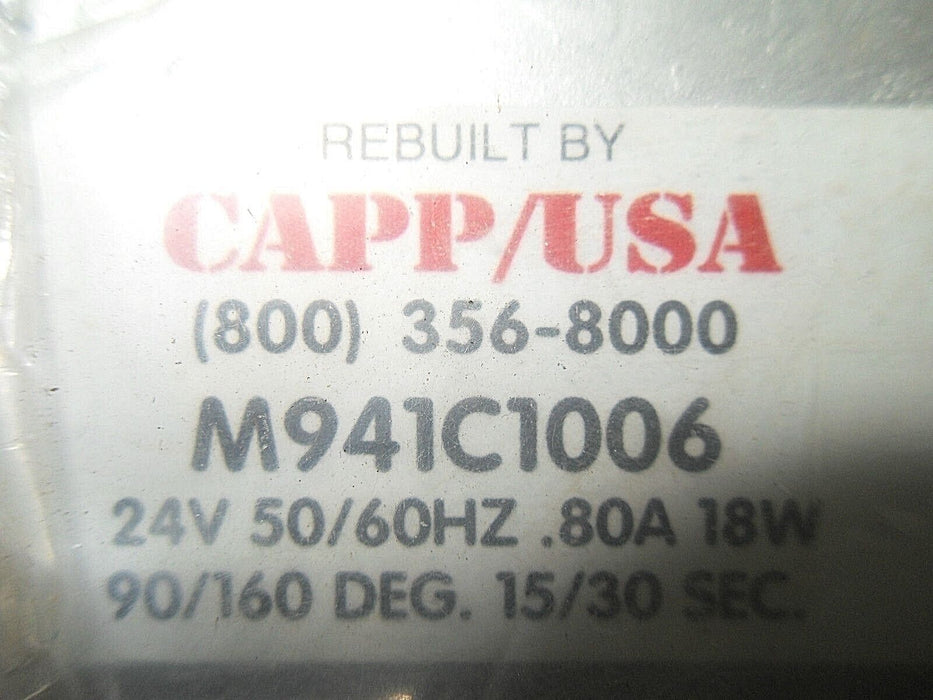 REBUILT BY
CAPP/USA
(800) 356-8000
M941C1006
24V 50/60HZ .80A 18W
90/160 DEG. 15/30 SEC.